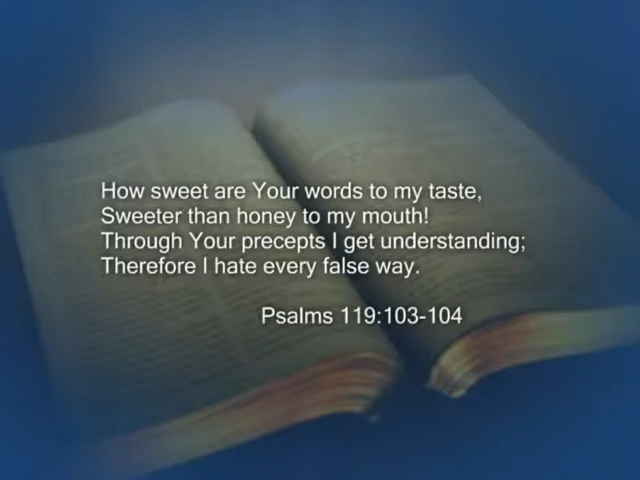 How sweet are Your words to my taste,
Sweeter than honey to my mouth!
Through Your precepts I get understanding;
Therefore I hate every false way.
Psalms 119:103-104